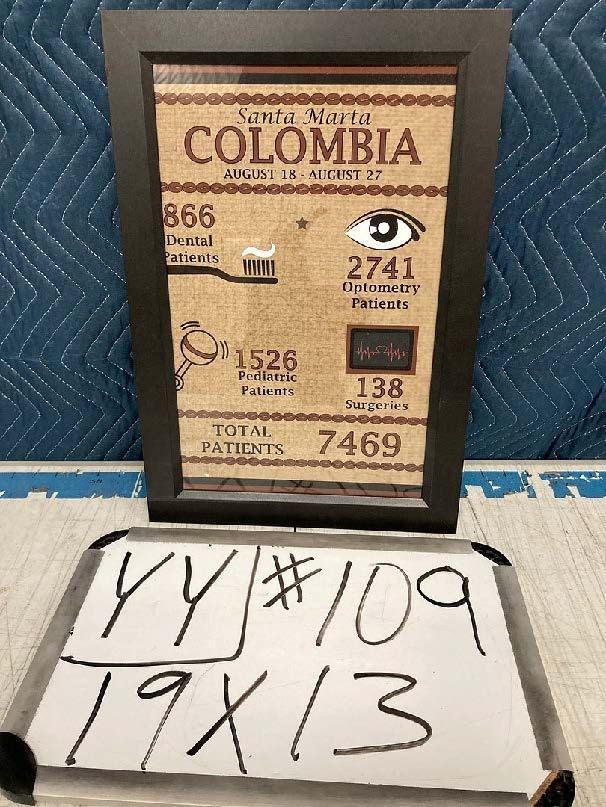 Santa Marta
COLOMBIA
AUGUST 18 - AUGUST 27
866
Dental
Patients
2741
Optometry
Patients
1526
Pediatric
Patients
138
Surgeries
TOTAL
PATIENTS
7469
YY #109
19X13